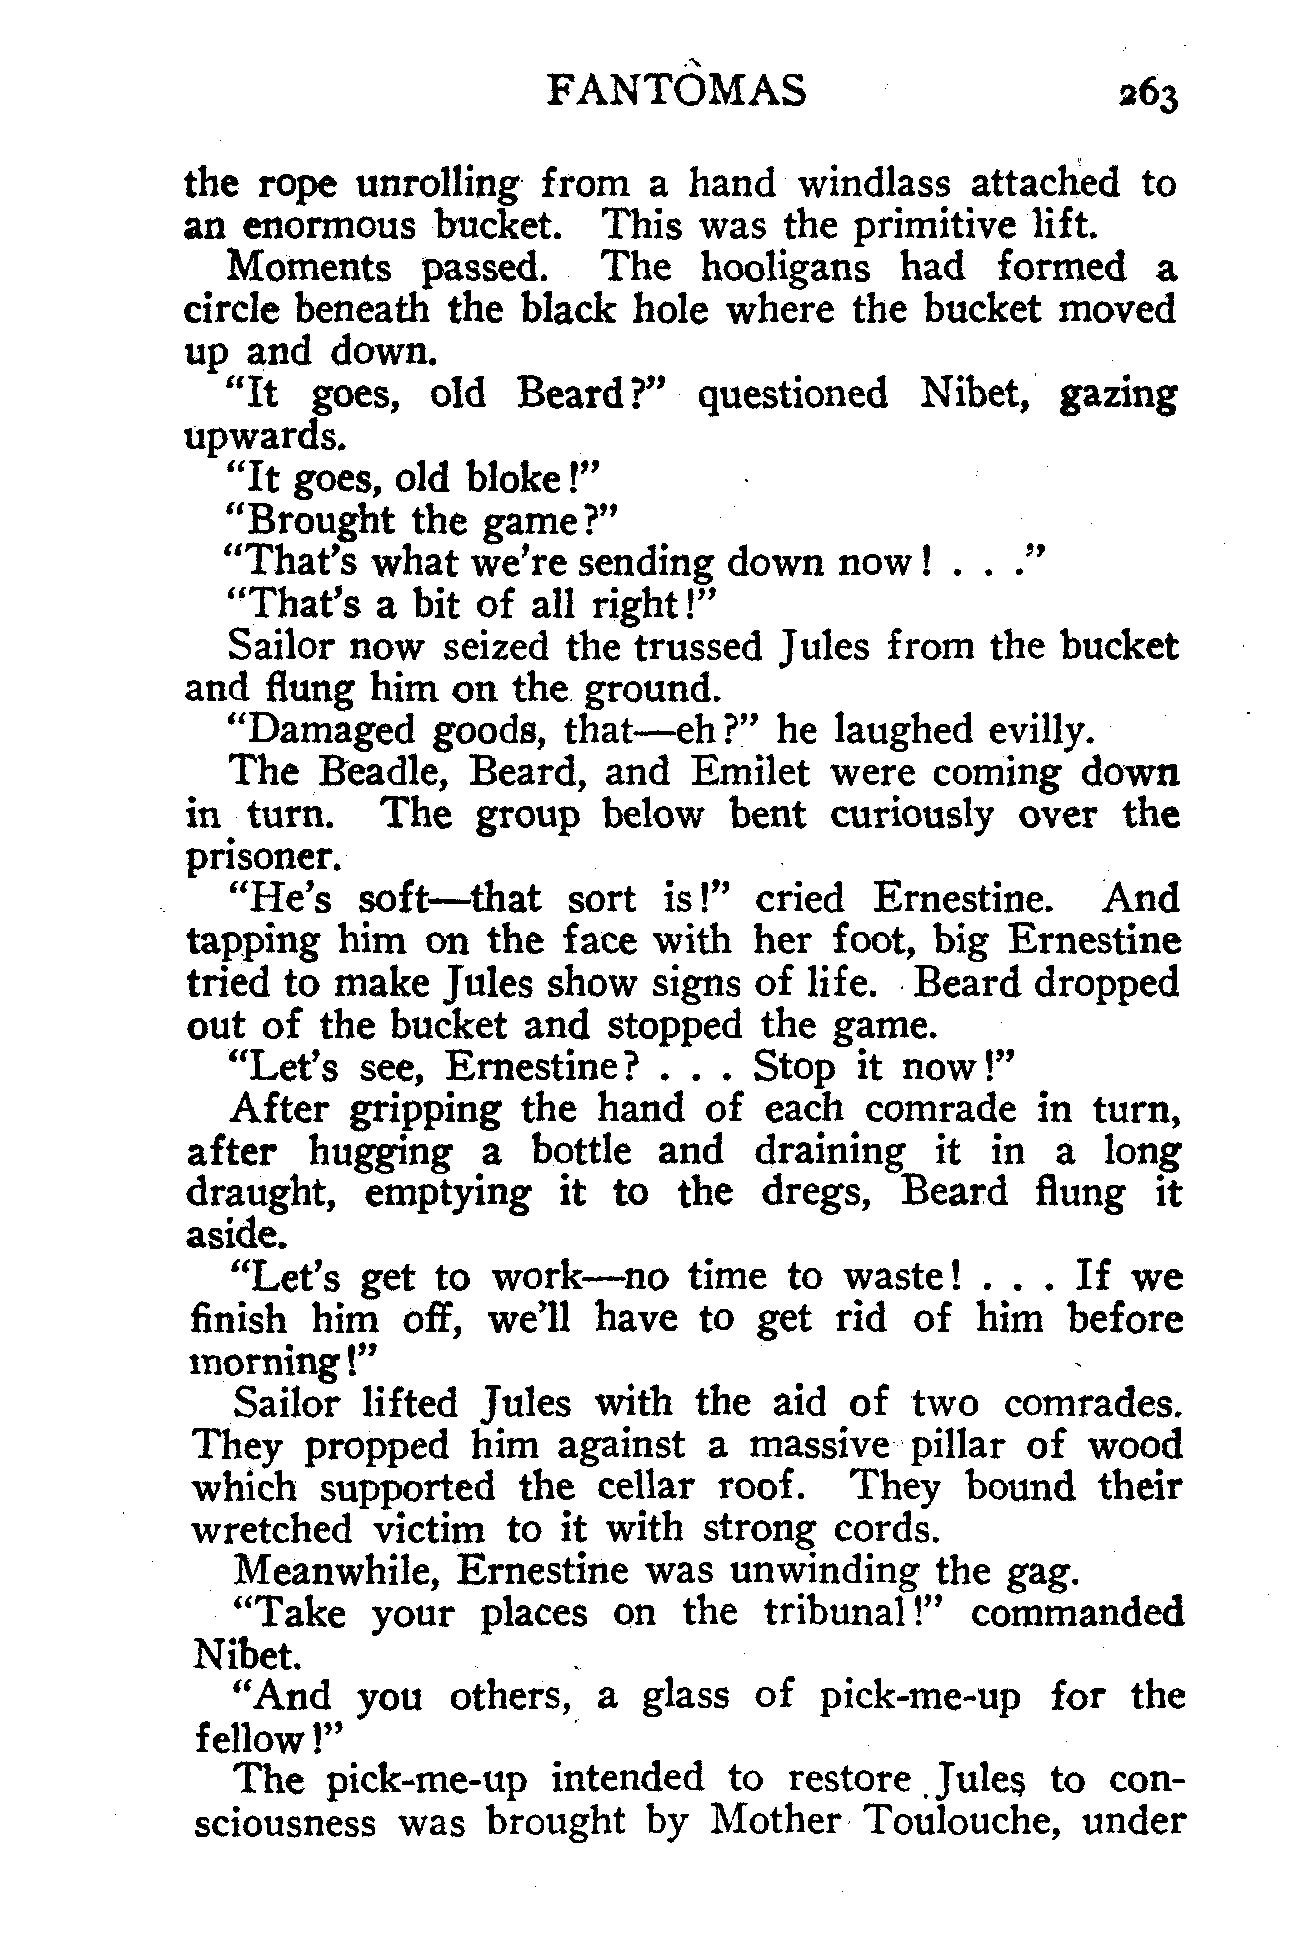 FANTÔMAS 263
the rope unrolling from a hand windlass attached to
an enormous bucket. This was the primitive lift.
Moments passed. The hooligans had formed a
circle beneath the black hole where the bucket moved
up and down.
"It goes, old Beard?" questioned Nibet, gazing
upwards.
"It goes, old bloke!"
"Brought the game?"
"That's what we're sending down now! . . ."
"That's a bit of all right!"
Sailor now seized the trussed Jules from the bucket
and flung him on the ground.
"Damaged goods, that—eh?" he laughed evilly.
The Beadle, Beard, and Emilet were coming down
in turn. The group below bent curiously over the
prisoner.
"He's soft—that sort is!" cried Ernestine. And
tapping him on the face with her foot, big Ernestine
tried to make Jules show signs of life. Beard dropped
out of the bucket and stopped the game.
"Let's see, Ernestine? . . . Stop it now!"
After gripping the hand of each comrade in turn,
after hugging a bottle and draining it in a long
draught, emptying it to the dregs, Beard flung it
aside.
"Let's get to work—no time to waste! . . . If we
finish him off, we'll have to get rid of him before
morning!"
Sailor lifted Jules with the aid of two comrades.
They propped him against a massive pillar of wood
which supported the cellar roof. They bound their
wretched victim to it with strong cords.
Meanwhile, Ernestine was unwinding the gag.
"Take your places on the tribunal!" commanded
Nibet.
"And you others, a glass of pick-me-up for the
fellow!"
The pick-me-up intended to restore Jules to con-
sciousness was brought by Mother Toulouche, under